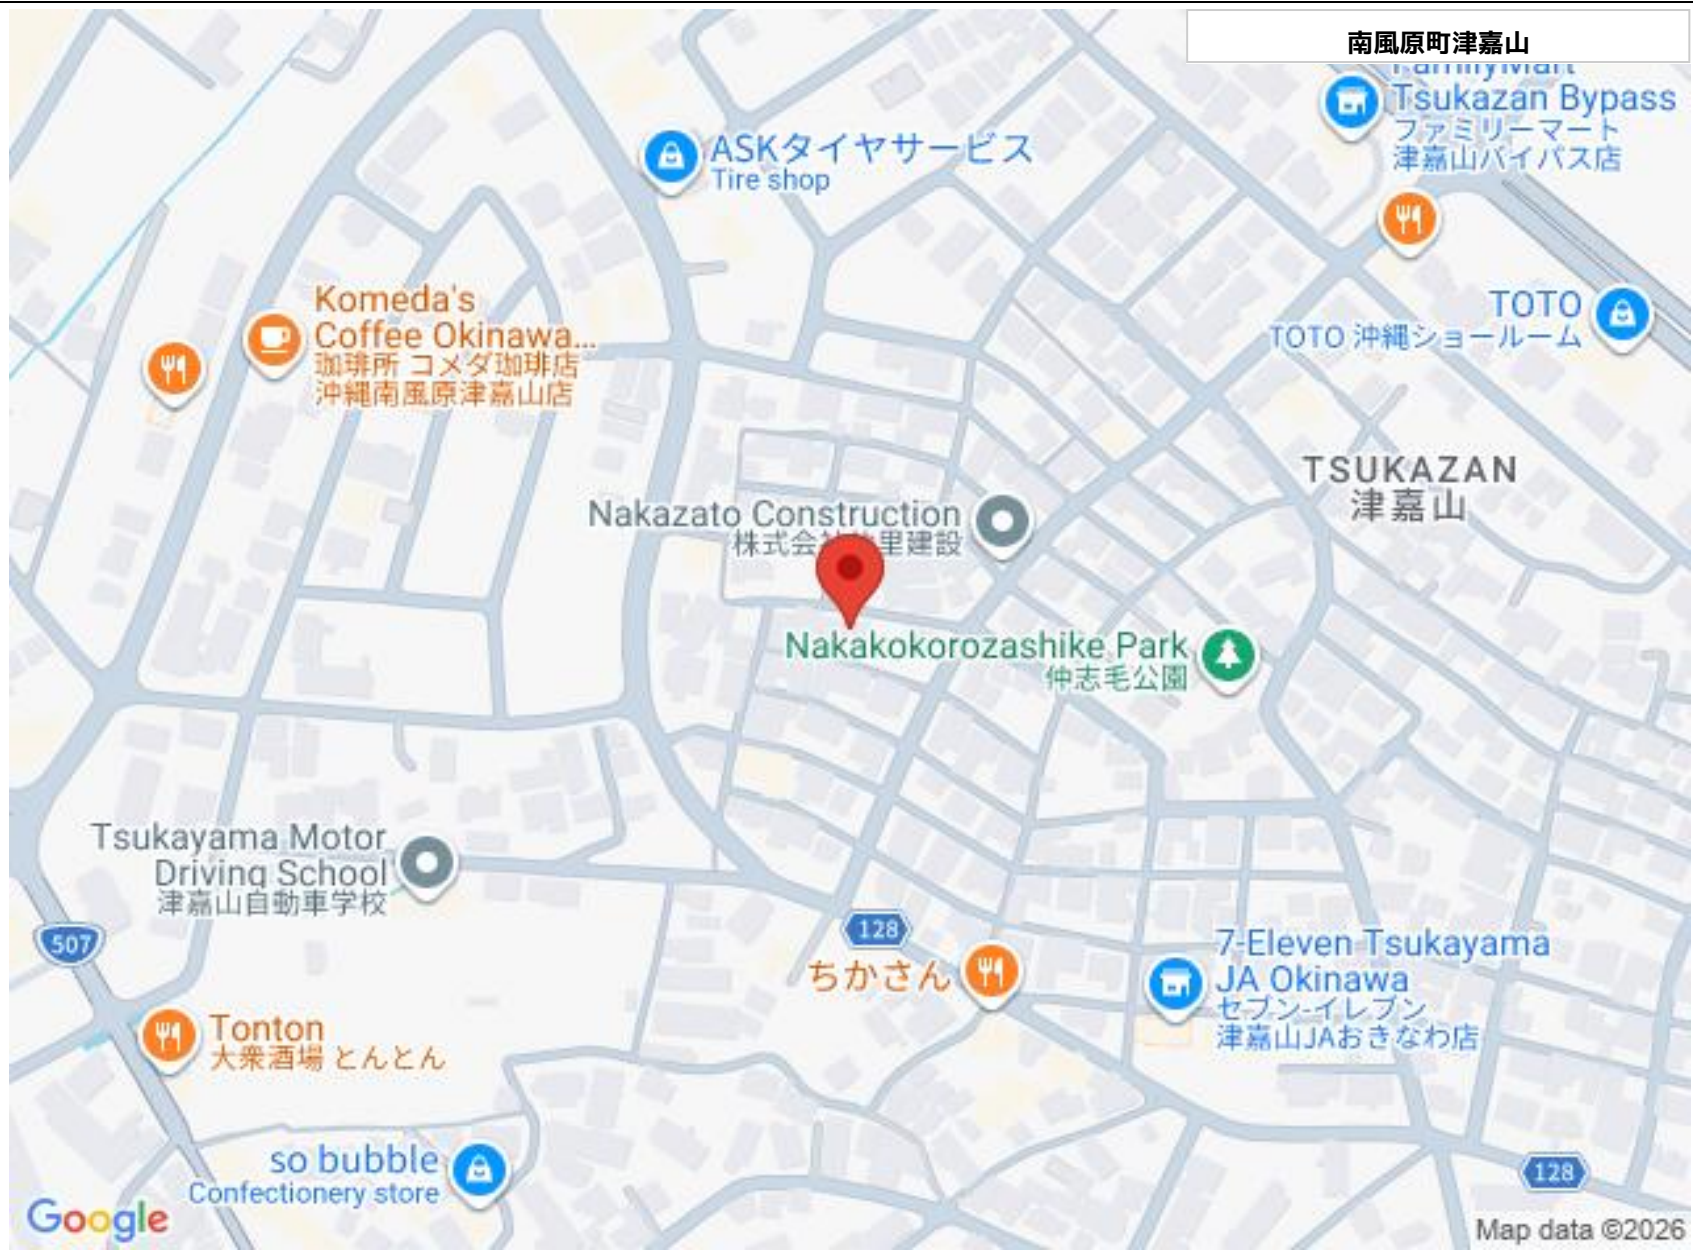 南風原町津嘉山
FamilyMart
Tsukazan Bypass
ファミリーマート
津嘉山バイパス店
ASKタイヤサービス
Tire shop
TOTO
TOTO 沖縄ショールーム
Komeda's
Coffee Okinawa...
珈琲所 コメダ珈琲店
沖縄南風原津嘉山店
TSUKAZAN
津嘉山
Nakazato Construction
株式会 里建設
Nakakokorozashike Park
仲志毛公園
Tsukayama Motor
Driving School
津嘉山自動車学校
507
128
ちかさん
7-Eleven Tsukayama
JA Okinawa
セブン-イレブン
津嘉山JAおきなわ店
Tonton
大衆酒場 とんとん
so bubble
Confectionery store
128
Google
Map data ©2026